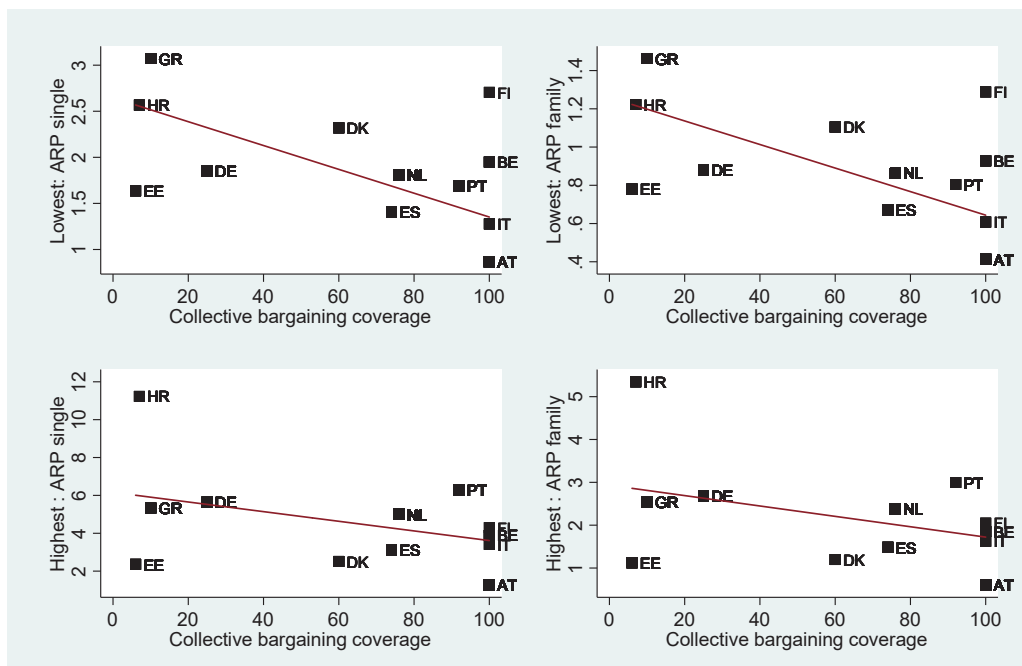 Lowest: ARP single
3
2.5
2
1.5
1
GR
HR
EE
DE
DK
NL
ES
PT
FI
BE
IT
AT
0 20 40 60 80 100
Collective bargaining coverage
Lowest: ARP family
1.4
1.2
1
.8
.6
.4
GR
HR
EE
DE
DK
NL
ES
PT
FI
BE
IT
AT
0 20 40 60 80 100
Collective bargaining coverage
Highest : ARP single
12
10
8
6
4
2
HR
GR
EE
DE
DK
NL
ES
PT
FI
BE
IT
AT
0 20 40 60 80 100
Collective bargaining coverage
Highest : ARP family
5
4
3
2
1
HR
GR
EE
DE
DK
NL
ES
PT
FI
BE
IT
AT
0 20 40 60 80 100
Collective bargaining coverage